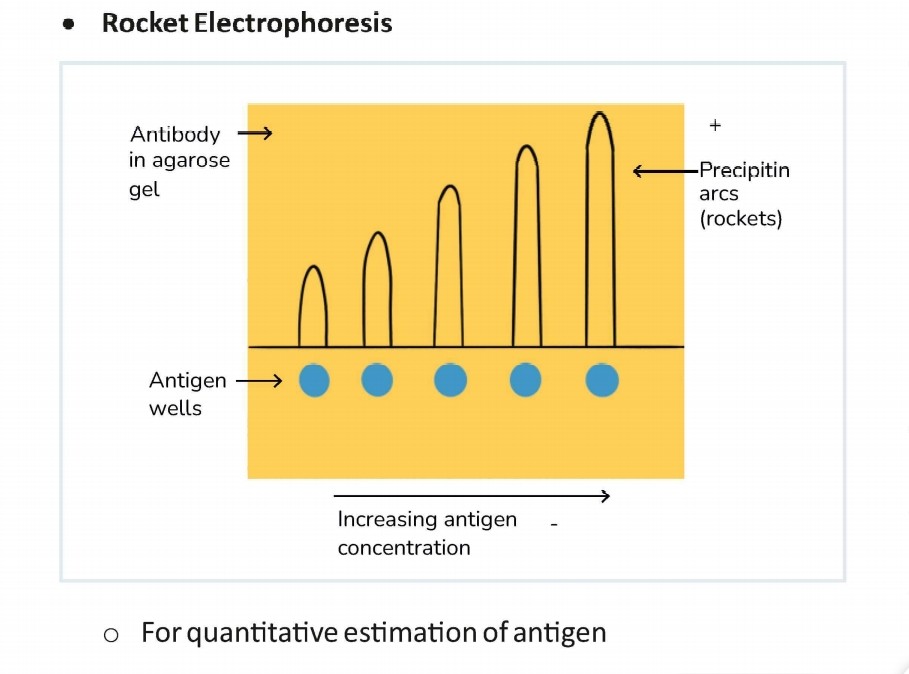 • Rocket Electrophoresis
Antibody
in agarose
gel
+
Precipitin
arcs
(rockets)
Antigen
wells
Increasing antigen -
concentration
○ For quantitative estimation of antigen